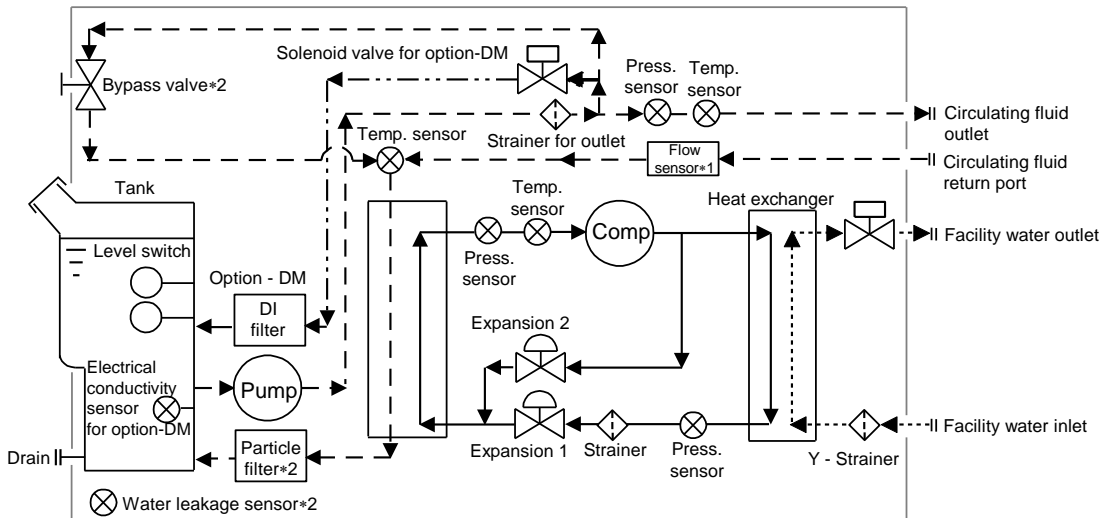 Solenoid valve for option-DM
Bypass valve*2
Press.
sensor
Temp.
sensor
Circulating fluid
outlet
Strainer for outlet
Temp. sensor
Flow
sensor*1
Circulating fluid
return port
Tank
Level switch
Option - DM
DI
filter
Temp.
sensor
Press.
sensor
Comp
Heat exchanger
Facility water outlet
Expansion 2
Electrical
conductivity
sensor
for option-DM
Pump
Expansion 1
Strainer
Press.
sensor
Y - Strainer
Facility water inlet
Drain
Particle
filter*2
Water leakage sensor*2